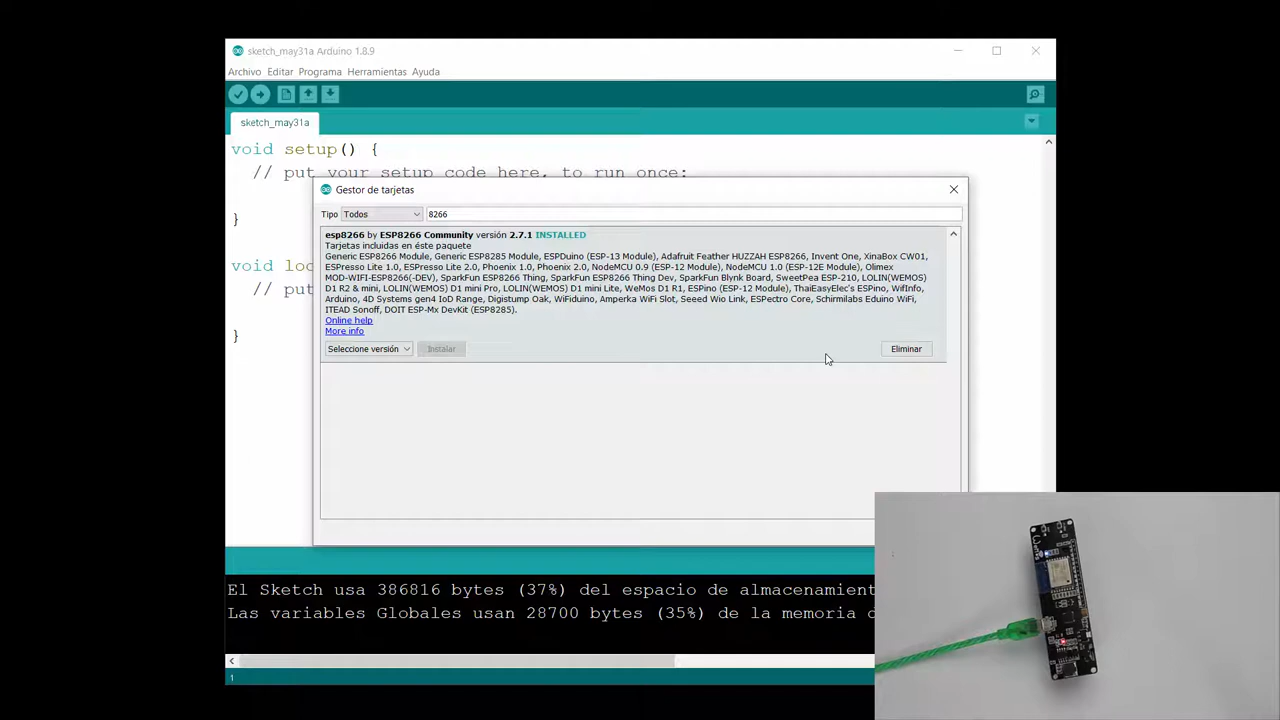 sketch_may31a Arduino 1.8.9
Archivo Editar Programa Herramientas Ayuda
sketch_may31a
void setup() {
// put your setup code here, to run once:
}
void loo
// put
}
Gestor de tarjetas
Tipo Todos 8266
esp8266 by ESP8266 Community versión 2.7.1 INSTALLED
Tarjetas incluidas en éste paquete
Generic ESP8266 Module, Generic ESP8285 Module, ESPDuino (ESP-13 Module), Adafruit Feather HUZZAH ESP8266, Invent One, XinaBox CW01,
ESPresso Lite 1.0, ESPresso Lite 2.0, Phoenix 1.0, Phoenix 2.0, NodeMCU 0.9 (ESP-12 Module), NodeMCU 1.0 (ESP-12E Module), Olimex
MOD-WIFI-ESP8266(-DEV), SparkFun ESP8266 Thing, SparkFun ESP8266 Thing Dev, SparkFun Blynk Board, SweetPea ESP-210, LOLIN(WEMOS)
D1 R2 & mini, LOLIN(WEMOS) D1 mini Pro, LOLIN(WEMOS) D1 mini Lite, WeMos D1 R1, ESPino (ESP-12 Module), ThaiEasyElec's ESPino, WifInfo,
Arduino, 4D Systems gen4 IoD Range, Digistump Oak, WiFiduino, Amperka WiFi Slot, Seeed Wio Link, ESPectro Core, Schirmilabs Eduino WiFi,
ITEAD Sonoff, DOIT ESP-Mx DevKit (ESP8285).
Online help
More info
Seleccione versión Instalar Eliminar
El Sketch usa 386816 bytes (37%) del espacio de almacenamient
Las variables Globales usan 28700 bytes (35%) de la memoria d
1